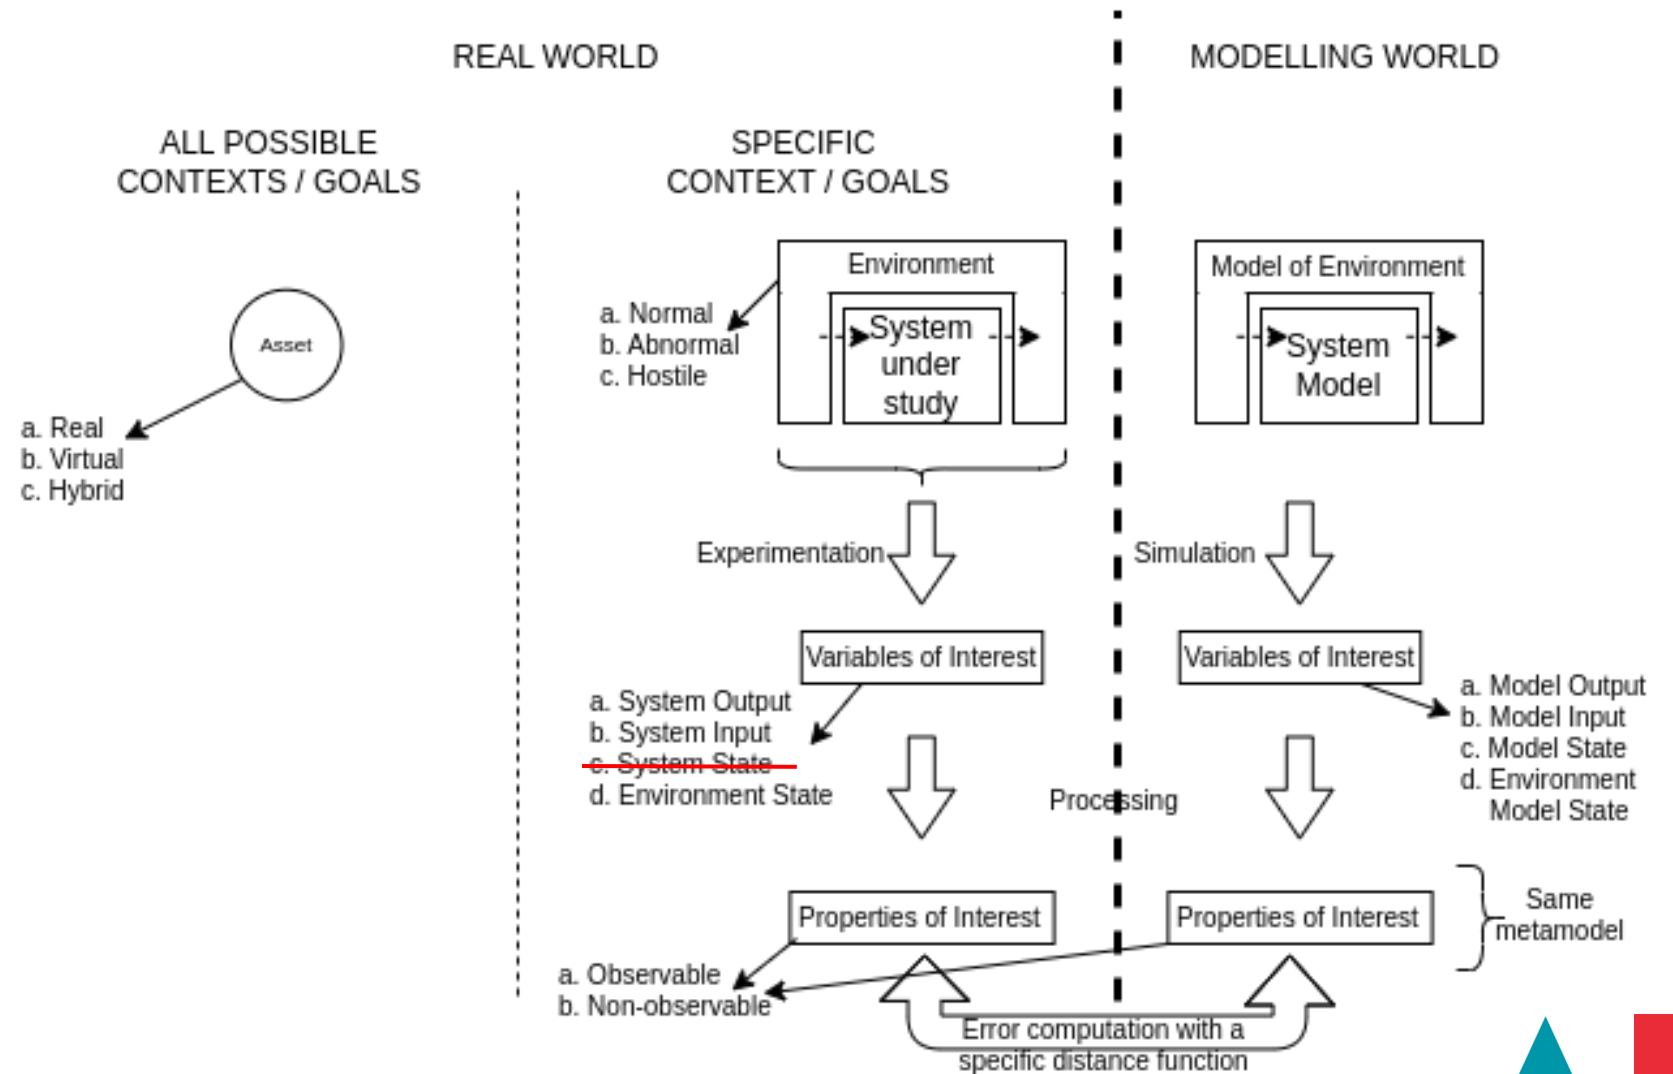 REAL WORLD
MODELLING WORLD
ALL POSSIBLE
CONTEXTS / GOALS
SPECIFIC
CONTEXT / GOALS
Asset
a. Real
b. Virtual
c. Hybrid
Environment
a. Normal
b. Abnormal
c. Hostile
System
under
study
Model of Environment
System
Model
Experimentation
Simulation
Variables of Interest
Variables of Interest
a. System Output
b. System Input
c. System State
d. Environment State
a. Model Output
b. Model Input
c. Model State
d. Environment
Model State
Processing
Properties of Interest
Properties of Interest
Same
metamodel
a. Observable
b. Non-observable
Error computation with a
specific distance function